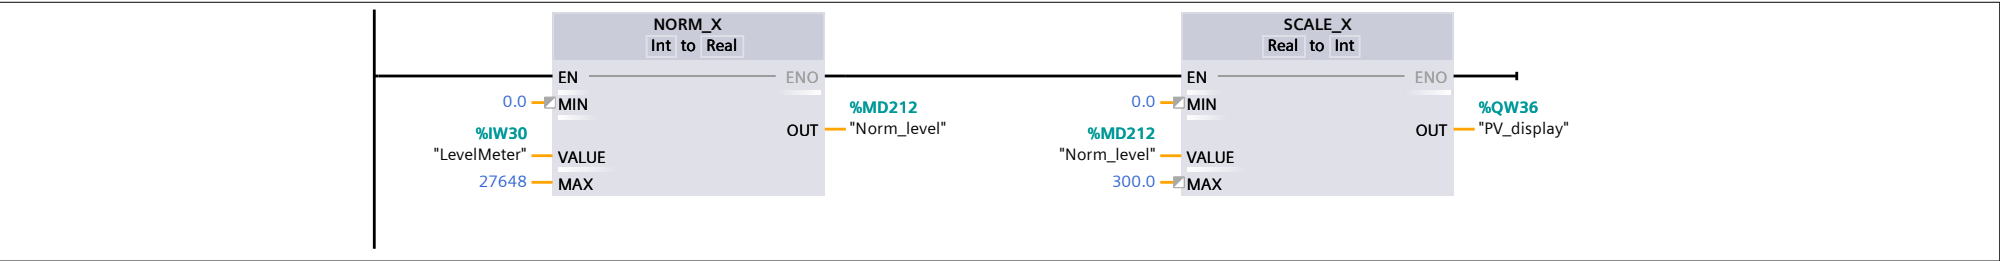 NORM_X
Int to Real
EN
ENO
0.0
MIN
%MD212
"Norm_level"
OUT
%IW30
"LevelMeter"
VALUE
27648
MAX
SCALE_X
Real to Int
EN
ENO
0.0
MIN
%QW36
"PV_display"
OUT
%MD212
"Norm_level"
VALUE
300.0
MAX